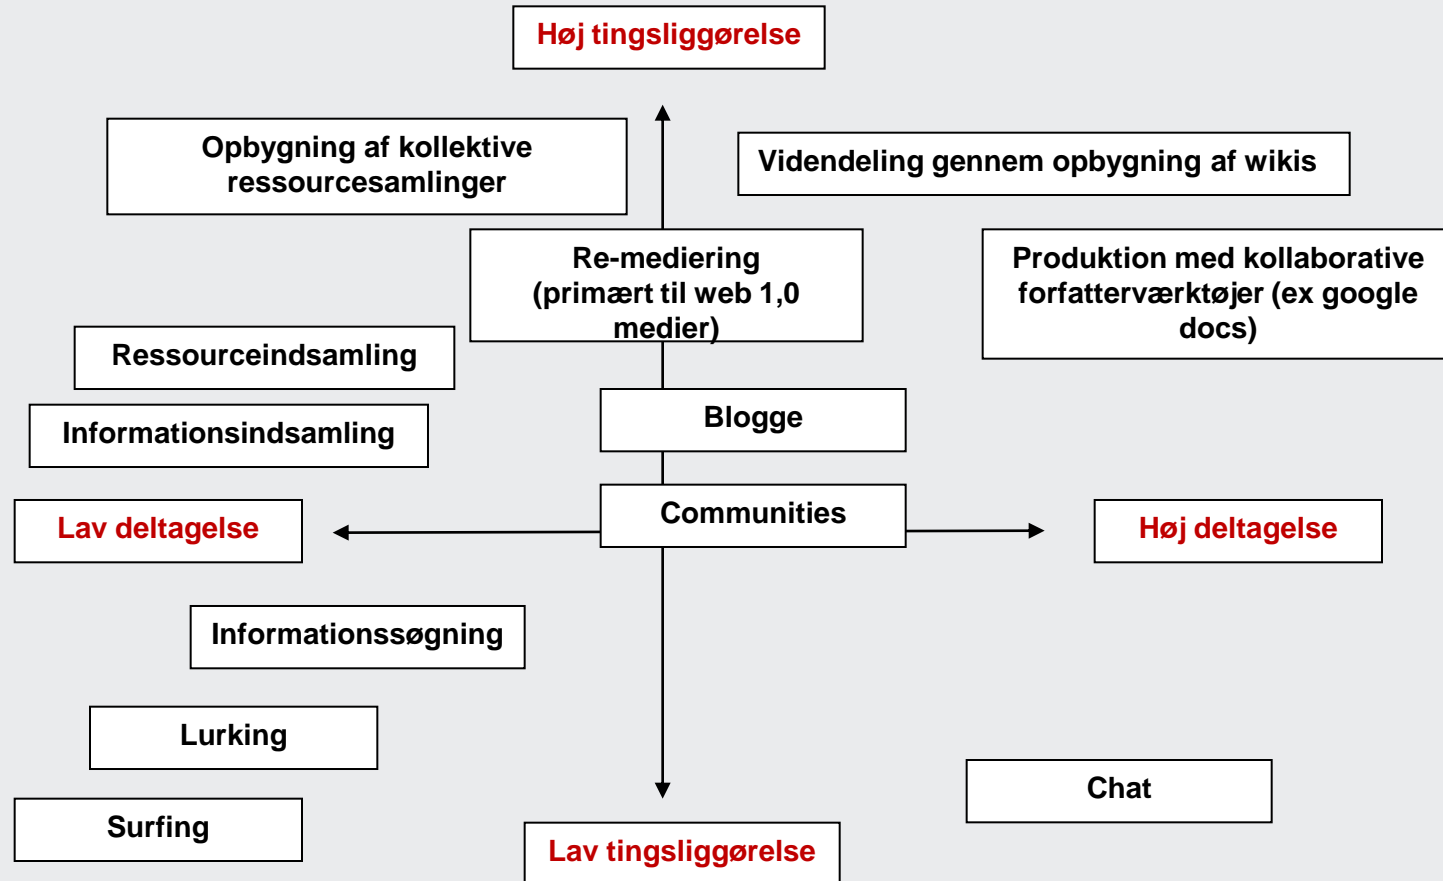 Høj tingsliggørelse
Opbygning af kollektive
ressourcesamlinger
Videndeling gennem opbygning af wikis
Re-mediering
(primært til web 1,0
medier)
Produktion med kollaborative
forfatterværktøjer (ex google
docs)
Ressourceindsamling
Blogge
Informationsindsamling
Lav deltagelse
Communities
Høj deltagelse
Informationssøgning
Lurking
Chat
Surfing
Lav tingsliggørelse